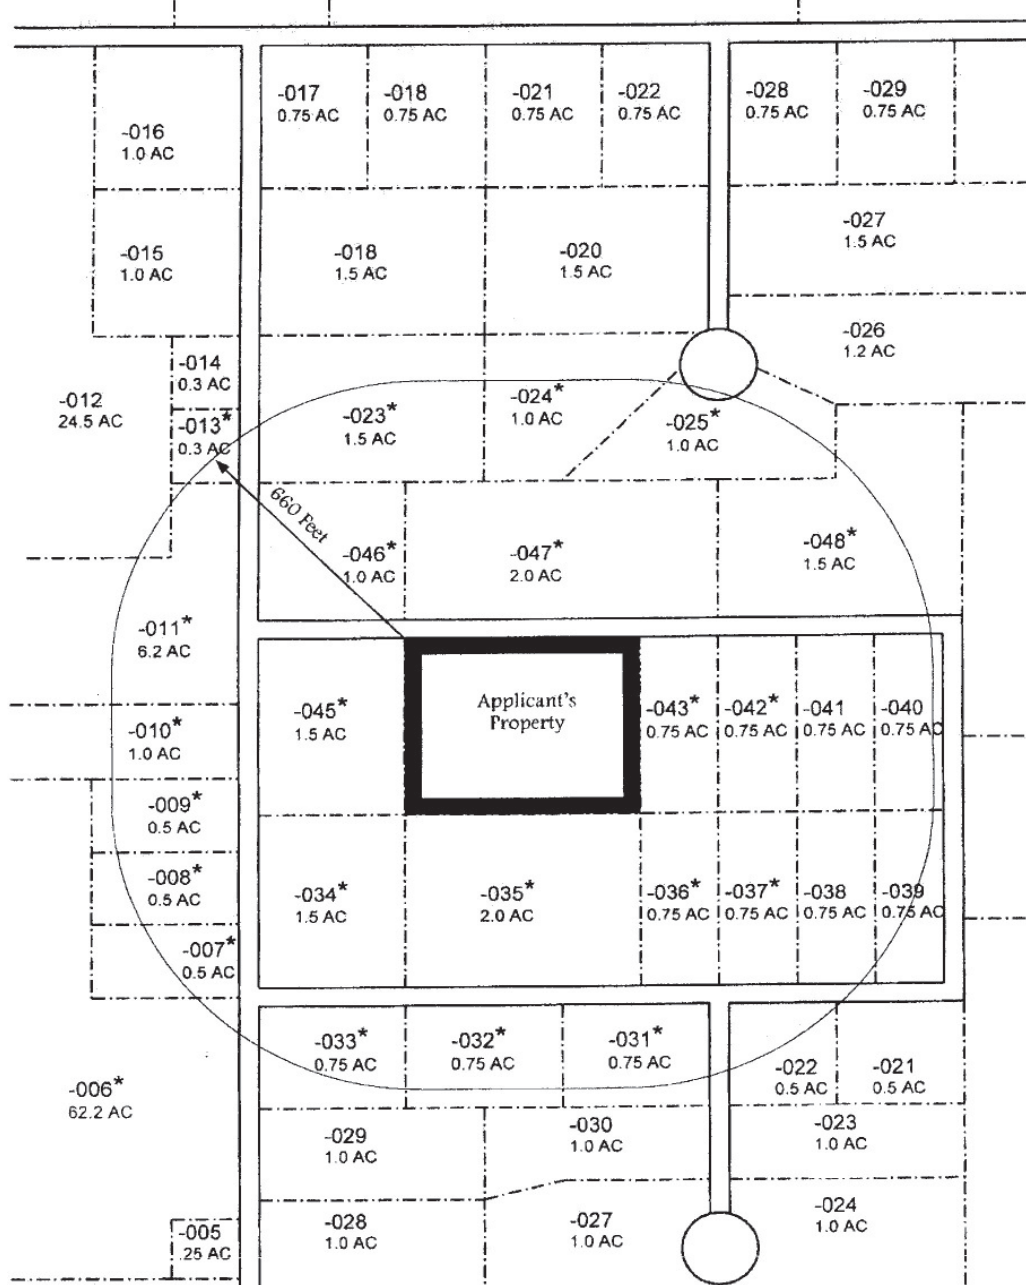 -017
0.75 AC
-018
0.75 AC
-021
0.75 AC
-022
0.75 AC
-028
0.75 AC
-029
0.75 AC
-016
1.0 AC
-015
1.0 AC
-018
1.5 AC
-020
1.5 AC
-027
1.5 AC
-026
1.2 AC
-014
0.3 AC
-012
24.5 AC
-013*
0.3 AC
-023*
1.5 AC
-024*
1.0 AC
-025*
1.0 AC
660 Feet
-046*
1.0 AC
-047*
2.0 AC
-048*
1.5 AC
-011*
6.2 AC
-010*
1.0 AC
-045*
1.5 AC
Applicant's
Property
-043*
0.75 AC
-042*
0.75 AC
-041
0.75 AC
-040
0.75 AC
-009*
0.5 AC
-008*
0.5 AC
-007*
0.5 AC
-034*
1.5 AC
-035*
2.0 AC
-036*
0.75 AC
-037*
0.75 AC
-038
0.75 AC
-039
0.75 AC
-033*
0.75 AC
-032*
0.75 AC
-031*
0.75 AC
-022
0.5 AC
-021
0.5 AC
-006*
62.2 AC
-029
1.0 AC
-030
1.0 AC
-023
1.0 AC
-005
.25 AC
-028
1.0 AC
-027
1.0 AC
-024
1.0 AC